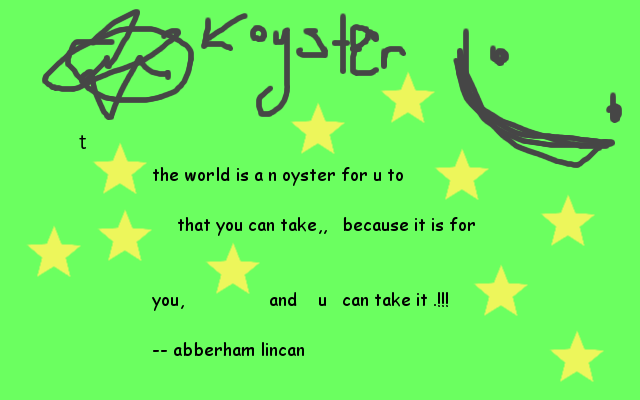 oyster
t
the world is a n oyster for u to
that you can take,, because it is for
you, and u can take it .!!!
-- abberham lincan